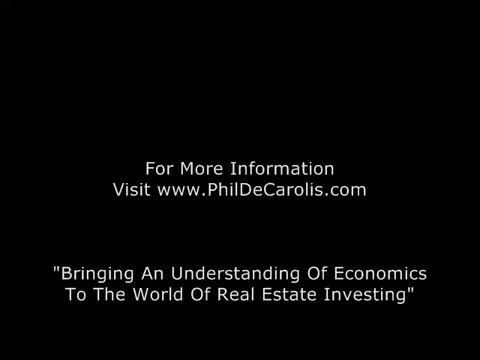 For More Information
Visit www.PhilDeCarolis.com
"Bringing An Understanding Of Economics
To The World Of Real Estate Investing"